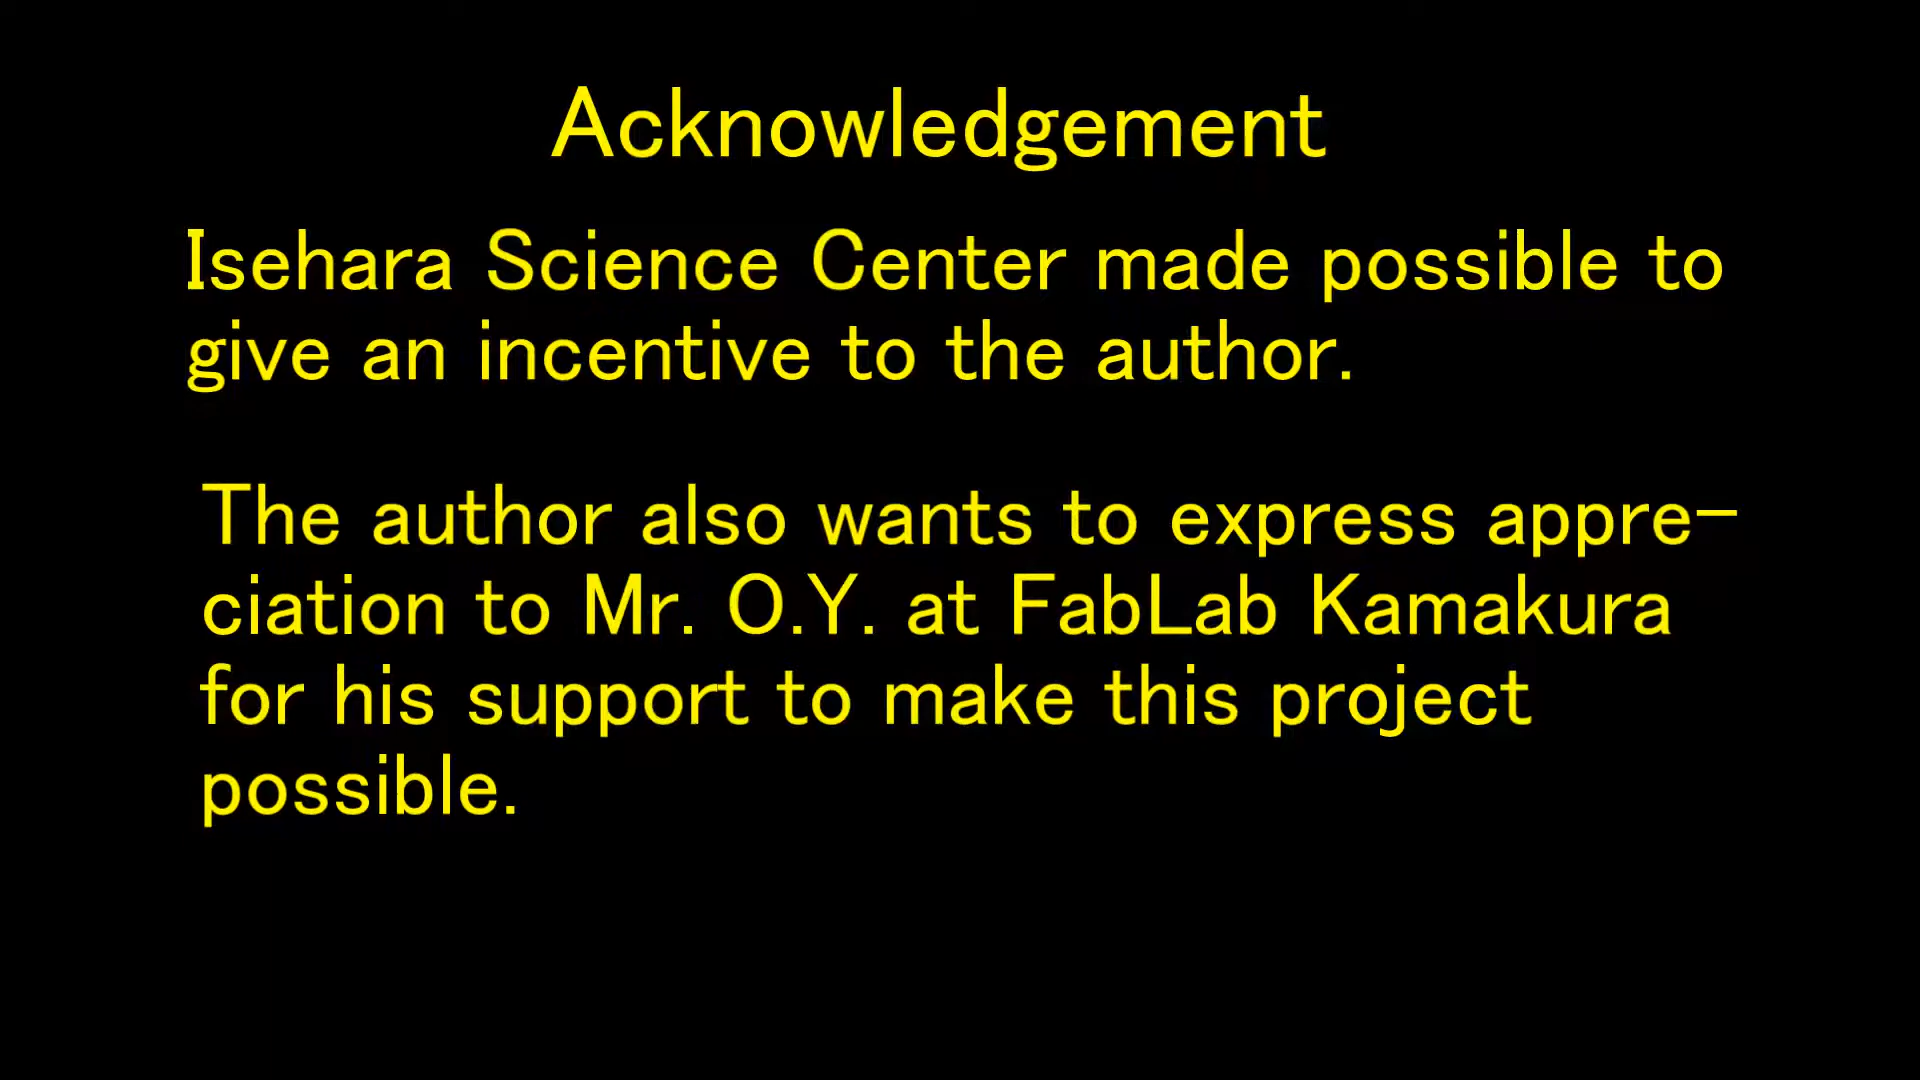 Acknowledgement
Isehara Science Center made possible to
give an incentive to the author.
The author also wants to express appre-
ciation to Mr. O.Y. at FabLab Kamakura
for his support to make this project
possible.